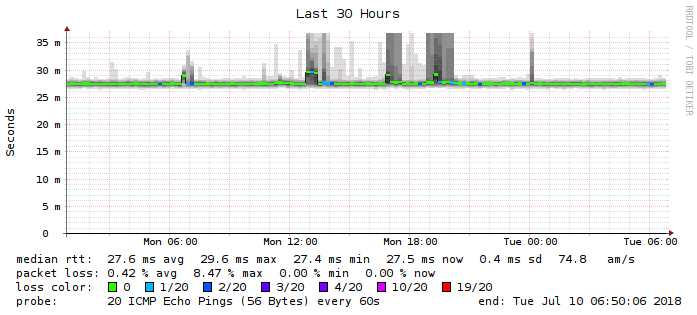 Last 30 Hours
RRDTOOL / TOBI OETIKER
Seconds
35 m
30 m
25 m
20 m
15 m
10 m
5 m
0
Mon 06:00 Mon 12:00 Mon 18:00 Tue 00:00 Tue 06:00
median rtt: 27.6 ms avg 29.6 ms max 27.4 ms min 27.5 ms now 0.4 ms sd 74.8 am/s
packet loss: 0.42 % avg 8.47 % max 0.00 % min 0.00 % now
loss color: 0 1/20 2/20 3/20 4/20 10/20 19/20
probe: 20 ICMP Echo Pings (56 Bytes) every 60s end: Tue Jul 10 06:50:06 2018